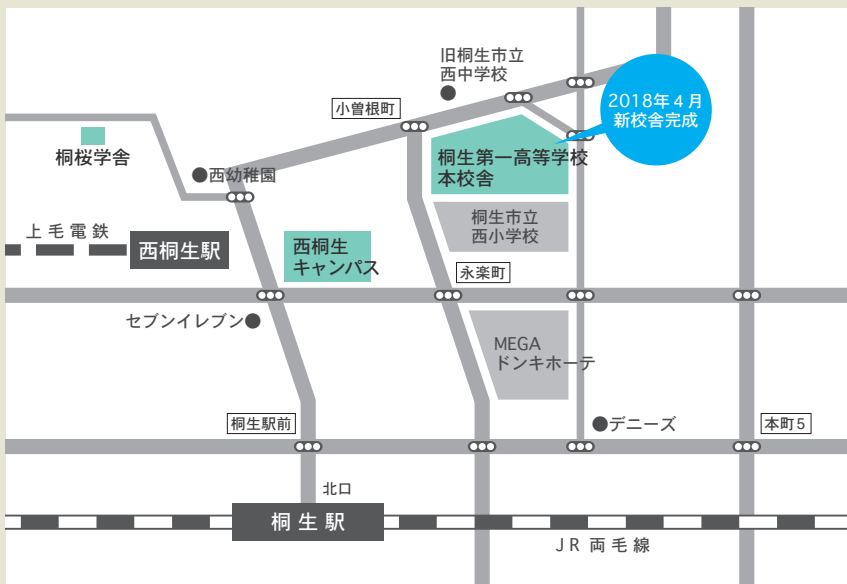 旧桐生市立
西中学校
2018年４月
新校舎完成
小曽根町
桐生第一高等学校
本校舎
桐桜学舎
西幼稚園
桐生市立
西小学校
上毛電鉄
西桐生駅
西桐生
キャンパス
永楽町
セブンイレブン
MEGA
ドンキホーテ
桐生駅前
デニーズ
本町5
北口
桐生駅
JR 両毛線